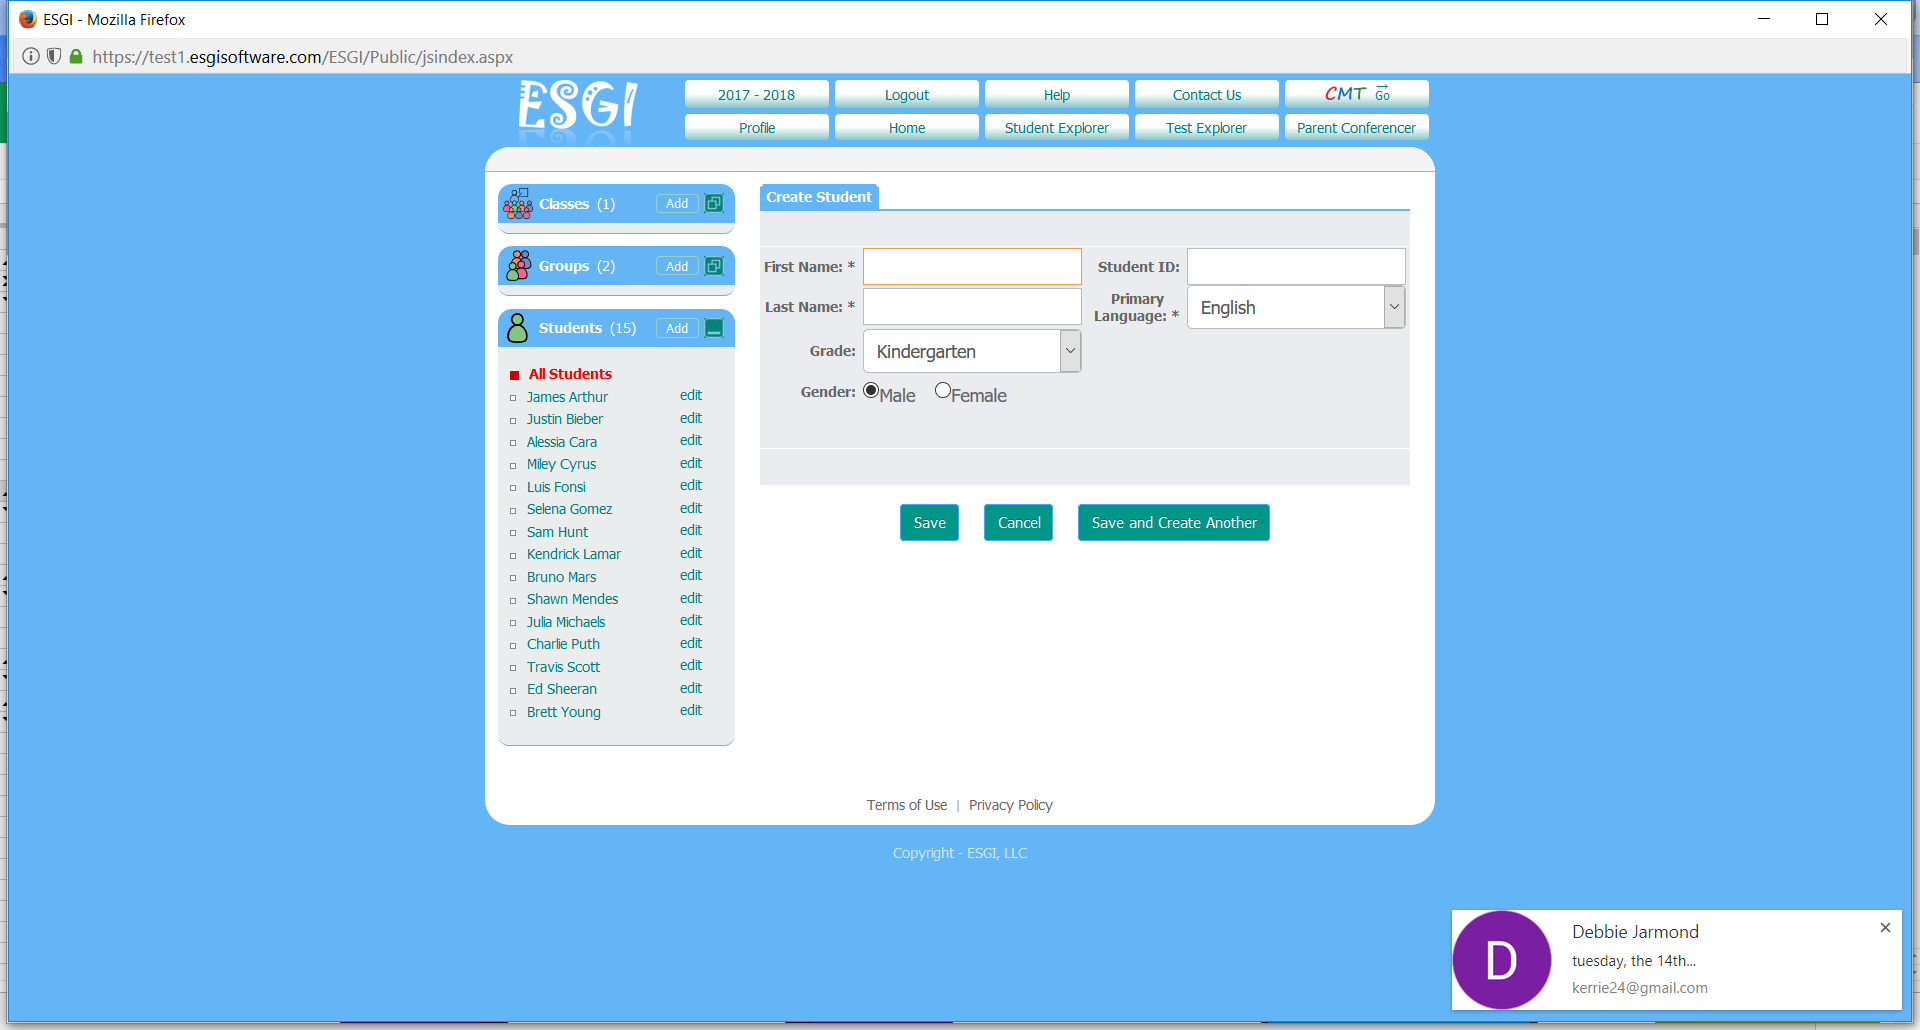 ESGI - Mozilla Firefox
https://test1.esgisoftware.com/ESGI/Public/jsindex.aspx
ESGI
2017 - 2018 Logout Help Contact Us CMT Go
Profile Home Student Explorer Test Explorer Parent Conferencer
Classes (1) Add
Groups (2) Add
Students (15) Add
All Students
James Arthur edit
Justin Bieber edit
Alessia Cara edit
Miley Cyrus edit
Luis Fonsi edit
Selena Gomez edit
Sam Hunt edit
Kendrick Lamar edit
Bruno Mars edit
Shawn Mendes edit
Julia Michaels edit
Charlie Puth edit
Travis Scott edit
Ed Sheeran edit
Brett Young edit
Create Student
First Name: * Student ID:
Last Name: * Primary Language: * English
Grade: Kindergarten
Gender: Male Female
Save Cancel Save and Create Another
Terms of Use | Privacy Policy
Copyright - ESGI, LLC
D
Debbie Jarmond
tuesday, the 14th...
kerrie24@gmail.com